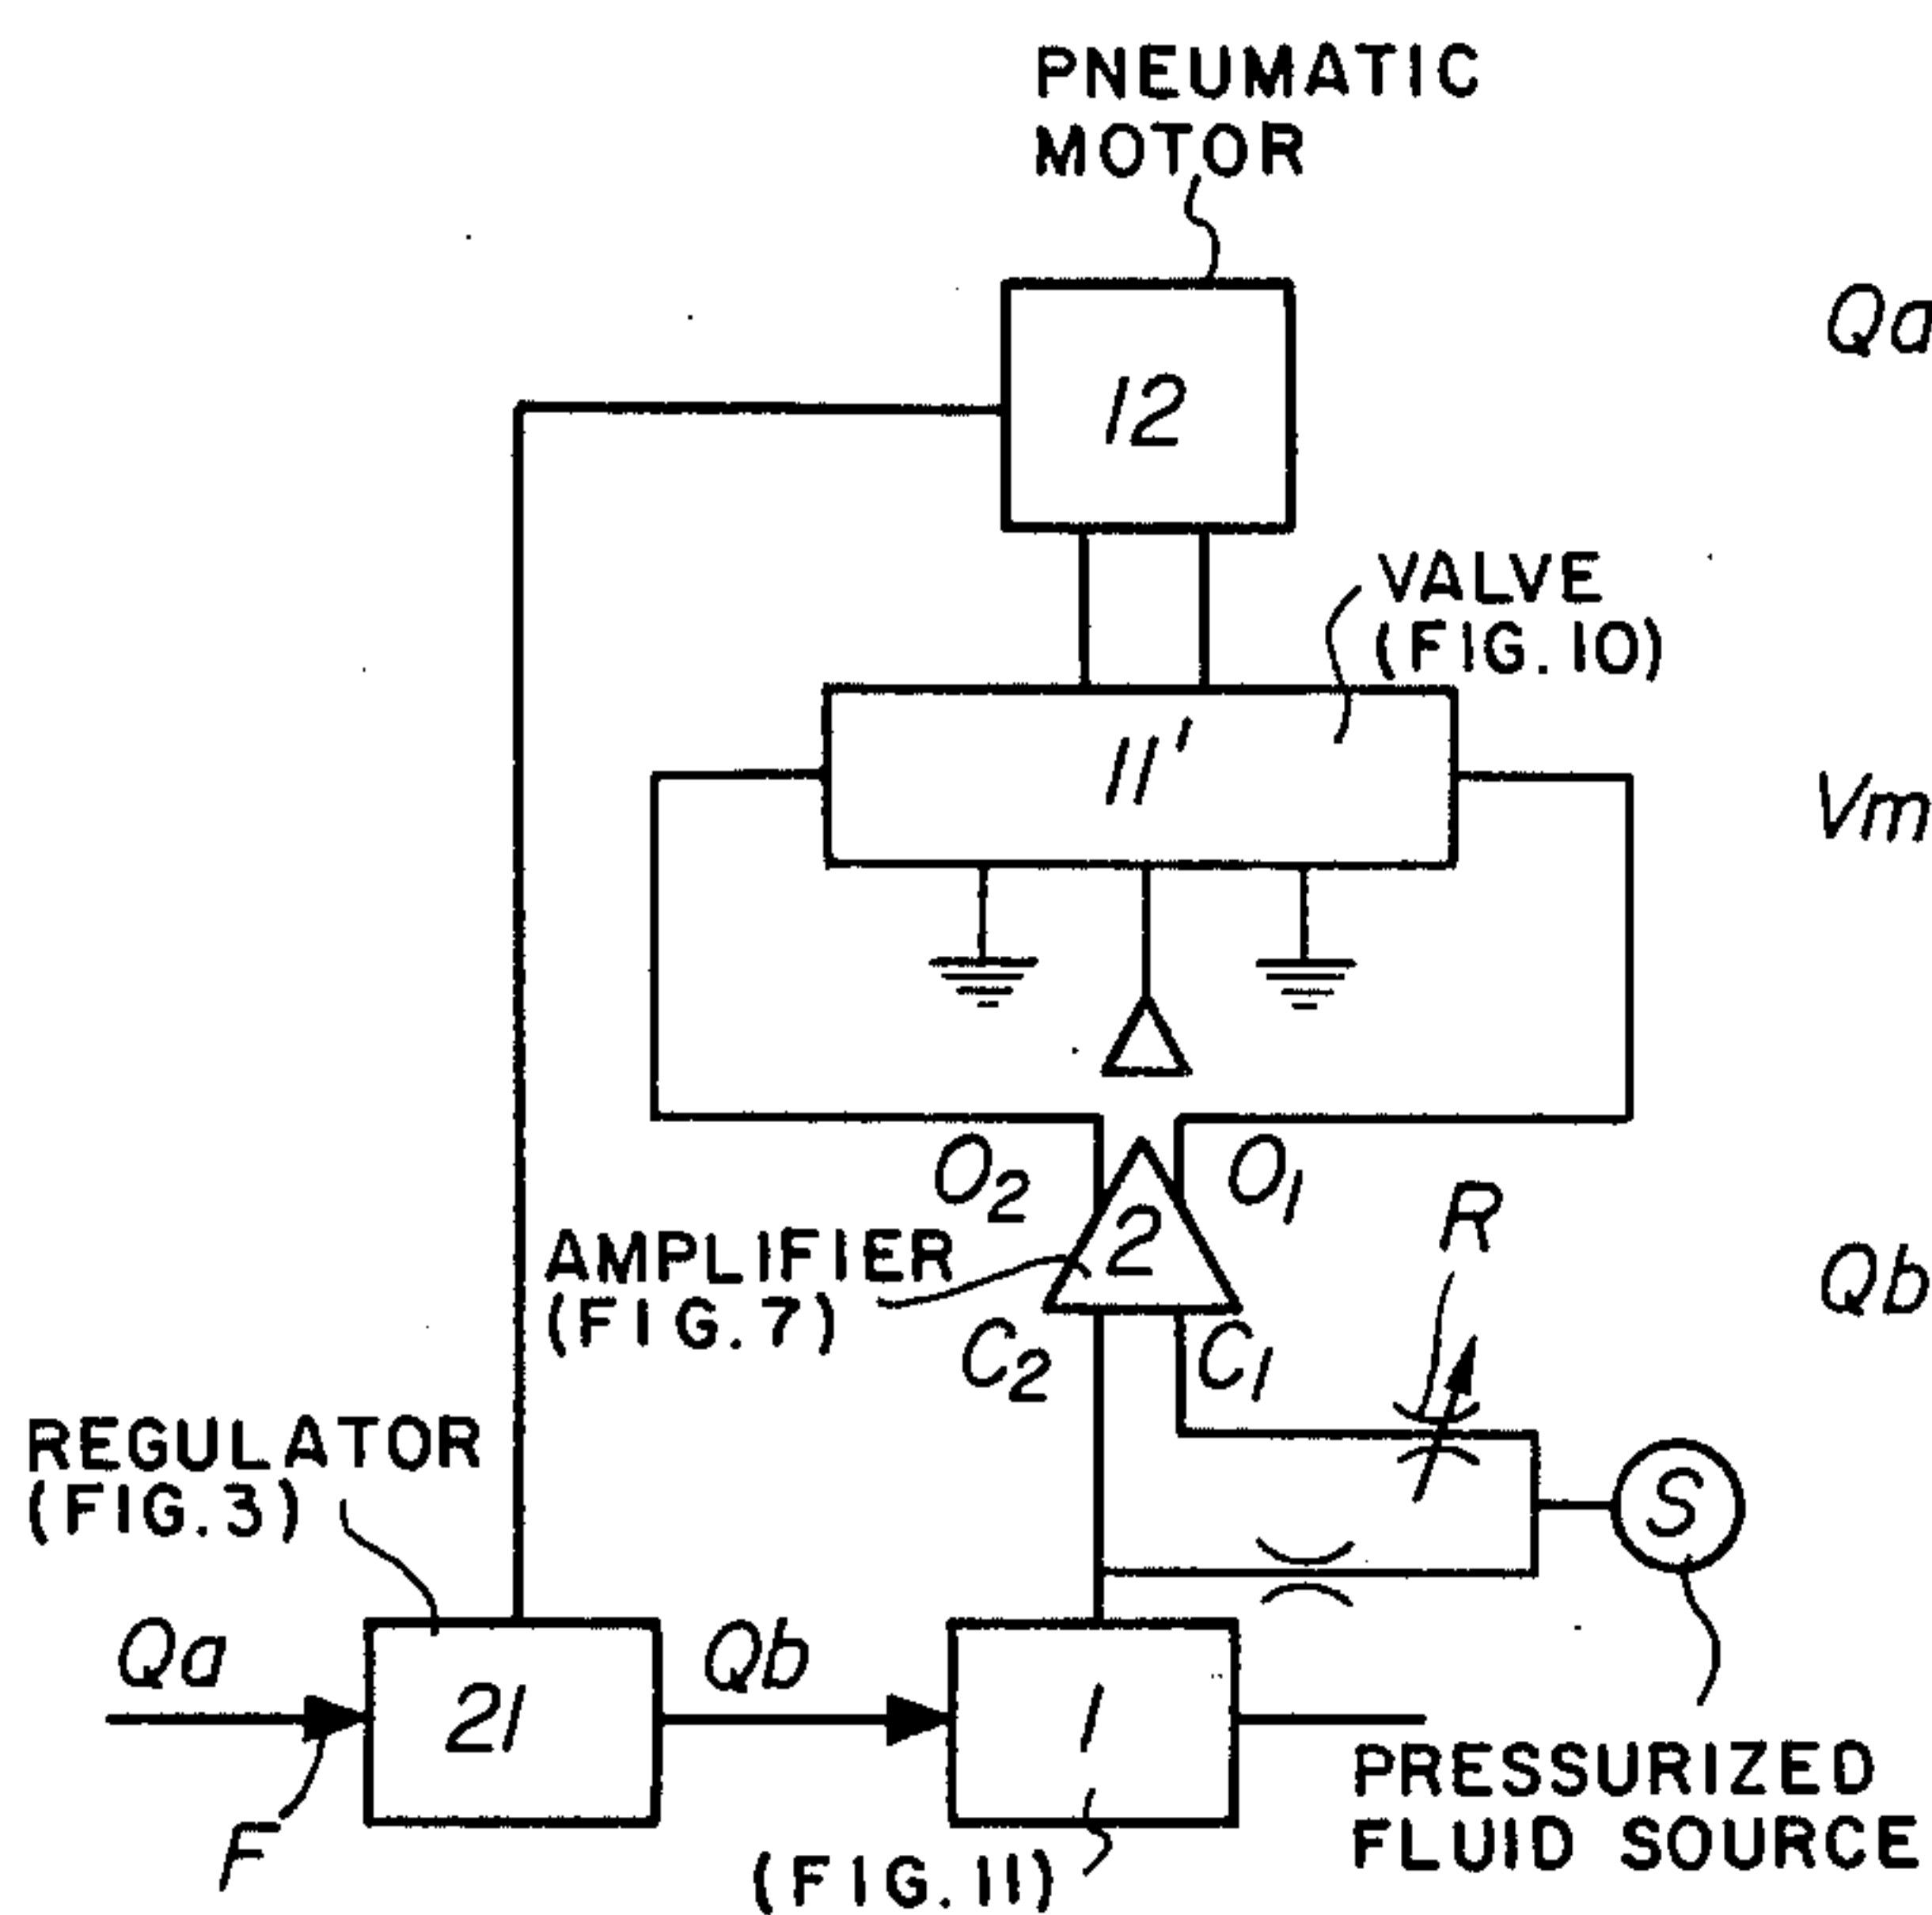 PNEUMATIC
MOTOR
12
Qa
VALVE
(FIG. 10)
11'
Vm
O2
O1
R
AMPLIFIER
(FIG. 7)
2
Qb
C2
C1
REGULATOR
(FIG. 3)
S
Qa
Qb
21
1
PRESSURIZED
FLUID SOURCE
F
(FIG. 11)